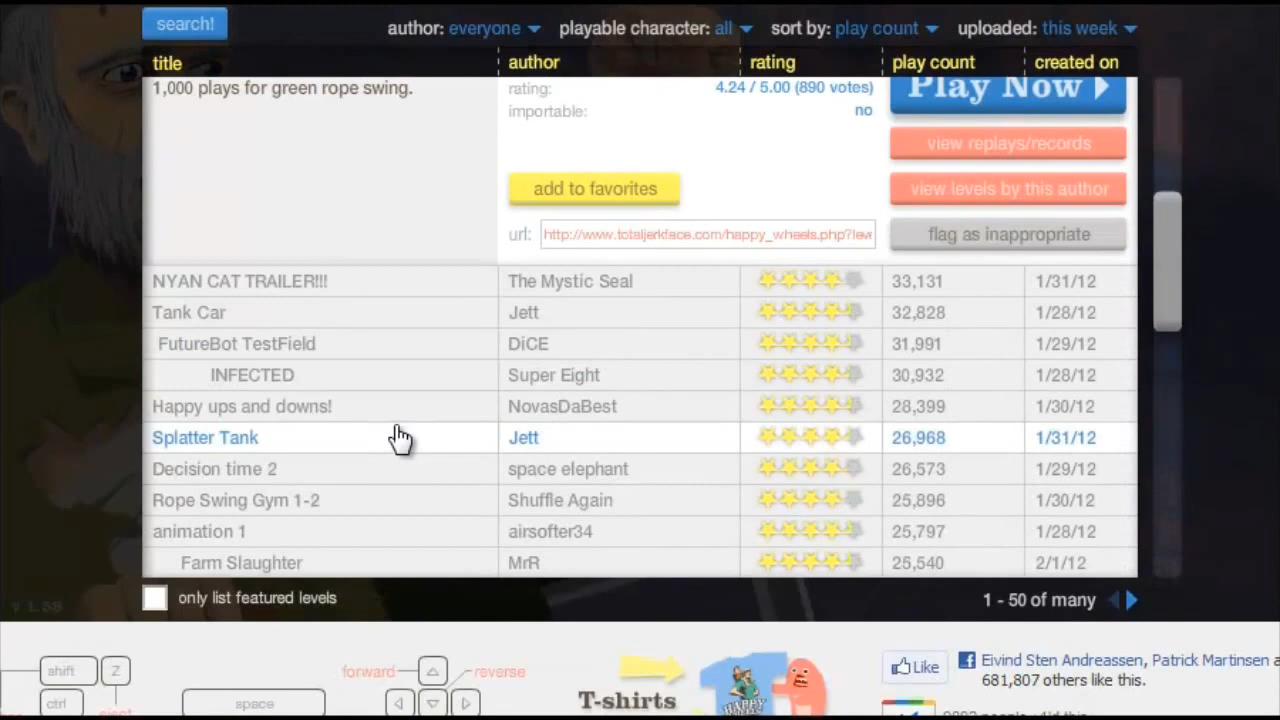 search!
author: everyone playable character: all sort by: play count uploaded: this week
title author rating play count created on
1,000 plays for green rope swing.
rating: 4.24 / 5.00 (890 votes)
importable: no
Play Now
view replays/records
add to favorites view levels by this author
url: http://www.totaljerkface.com/happy_wheels.php?lev flag as inappropriate
NYAN CAT TRAILER!!! The Mystic Seal 33,131 1/31/12
Tank Car Jett 32,828 1/28/12
FutureBot TestField DiCE 31,991 1/29/12
INFECTED Super Eight 30,932 1/28/12
Happy ups and downs! NovasDaBest 28,399 1/30/12
Splatter Tank Jett 26,968 1/31/12
Decision time 2 space elephant 26,573 1/29/12
Rope Swing Gym 1-2 Shuffle Again 25,896 1/30/12
animation 1 airsofter34 25,797 1/28/12
Farm Slaughter MrR 25,540 2/1/12
only list featured levels 1 - 50 of many
shift Z
ctrl
space
eject
forward reverse
T-shirts
HAPPY
Like
Eivind Sten Andreassen, Patrick Martinsen a
681,807 others like this.